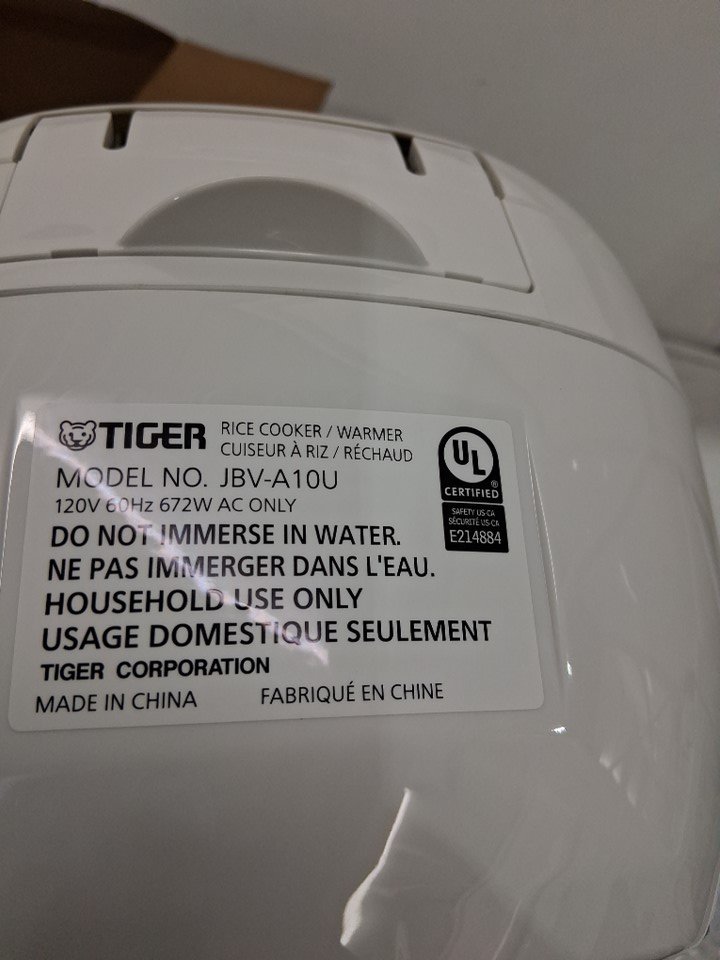 TIGER
RICE COOKER / WARMER
CUISEUR À RIZ / RÉCHAUD
MODEL NO. JBV-A10U
120V 60Hz 672W AC ONLY
DO NOT IMMERSE IN WATER.
NE PAS IMMERGER DANS L'EAU.
HOUSEHOLD USE ONLY
USAGE DOMESTIQUE SEULEMENT
TIGER CORPORATION
MADE IN CHINA FABRIQUÉ EN CHINE
UL ®
CERTIFIED
SAFETY US CA
SÉCURITÉ US CA
E214884